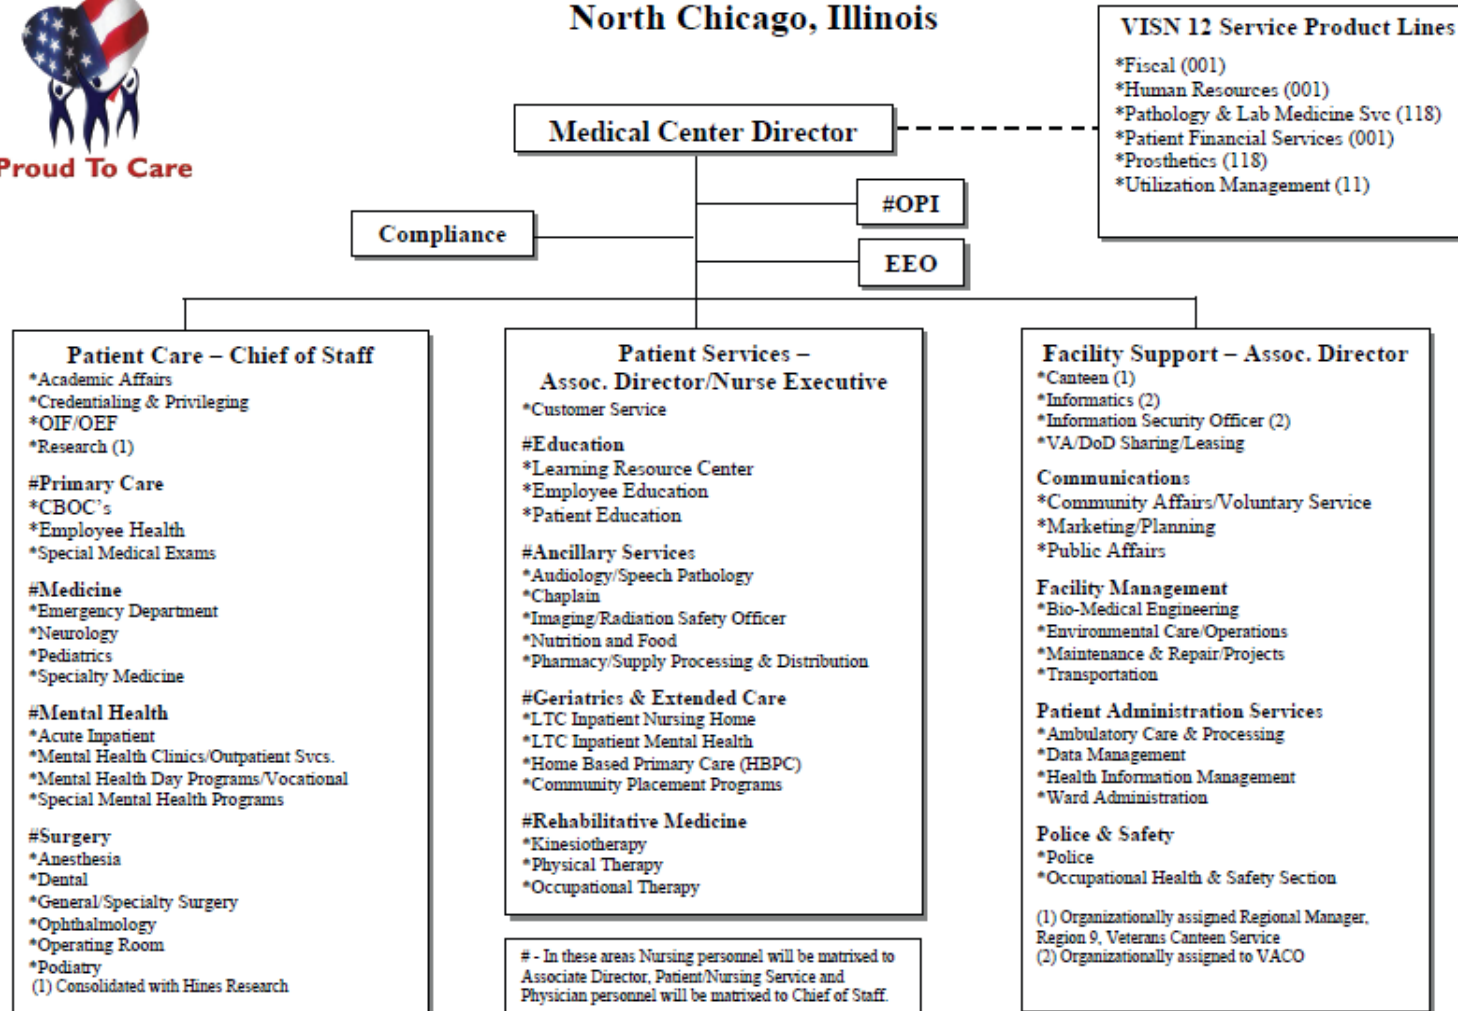 North Chicago, Illinois
Proud To Care
VISN 12 Service Product Lines
*Fiscal (001)
*Human Resources (001)
*Pathology & Lab Medicine Svc (118)
*Patient Financial Services (001)
*Prosthetics (118)
*Utilization Management (11)
Medical Center Director
#OPI
Compliance
EEO
Patient Care – Chief of Staff
*Academic Affairs
*Credentialing & Privileging
*OIF/OEF
*Research (1)
#Primary Care
*CBOC’s
*Employee Health
*Special Medical Exams
#Medicine
*Emergency Department
*Neurology
*Pediatrics
*Specialty Medicine
#Mental Health
*Acute Inpatient
*Mental Health Clinics/Outpatient Svcs.
*Mental Health Day Programs/Vocational
*Special Mental Health Programs
#Surgery
*Anesthesia
*Dental
*General/Specialty Surgery
*Ophthalmology
*Operating Room
*Podiatry
(1) Consolidated with Hines Research
Patient Services –
Assoc. Director/Nurse Executive
*Customer Service
#Education
*Learning Resource Center
*Employee Education
*Patient Education
#Ancillary Services
*Audiology/Speech Pathology
*Chaplain
*Imaging/Radiation Safety Officer
*Nutrition and Food
*Pharmacy/Supply Processing & Distribution
#Geriatrics & Extended Care
*LTC Inpatient Nursing Home
*LTC Inpatient Mental Health
*Home Based Primary Care (HBPC)
*Community Placement Programs
#Rehabilitative Medicine
*Kinesiotherapy
*Physical Therapy
*Occupational Therapy
# - In these areas Nursing personnel will be matrixed to
Associate Director, Patient/Nursing Service and
Physician personnel will be matrixed to Chief of Staff.
Facility Support – Assoc. Director
*Canteen (1)
*Informatics (2)
*Information Security Officer (2)
*VA/DoD Sharing/Leasing
Communications
*Community Affairs/Voluntary Service
*Marketing/Planning
*Public Affairs
Facility Management
*Bio-Medical Engineering
*Environmental Care/Operations
*Maintenance & Repair/Projects
*Transportation
Patient Administration Services
*Ambulatory Care & Processing
*Data Management
*Health Information Management
*Ward Administration
Police & Safety
*Police
*Occupational Health & Safety Section
(1) Organizationally assigned Regional Manager,
Region 9, Veterans Canteen Service
(2) Organizationally assigned to VACO